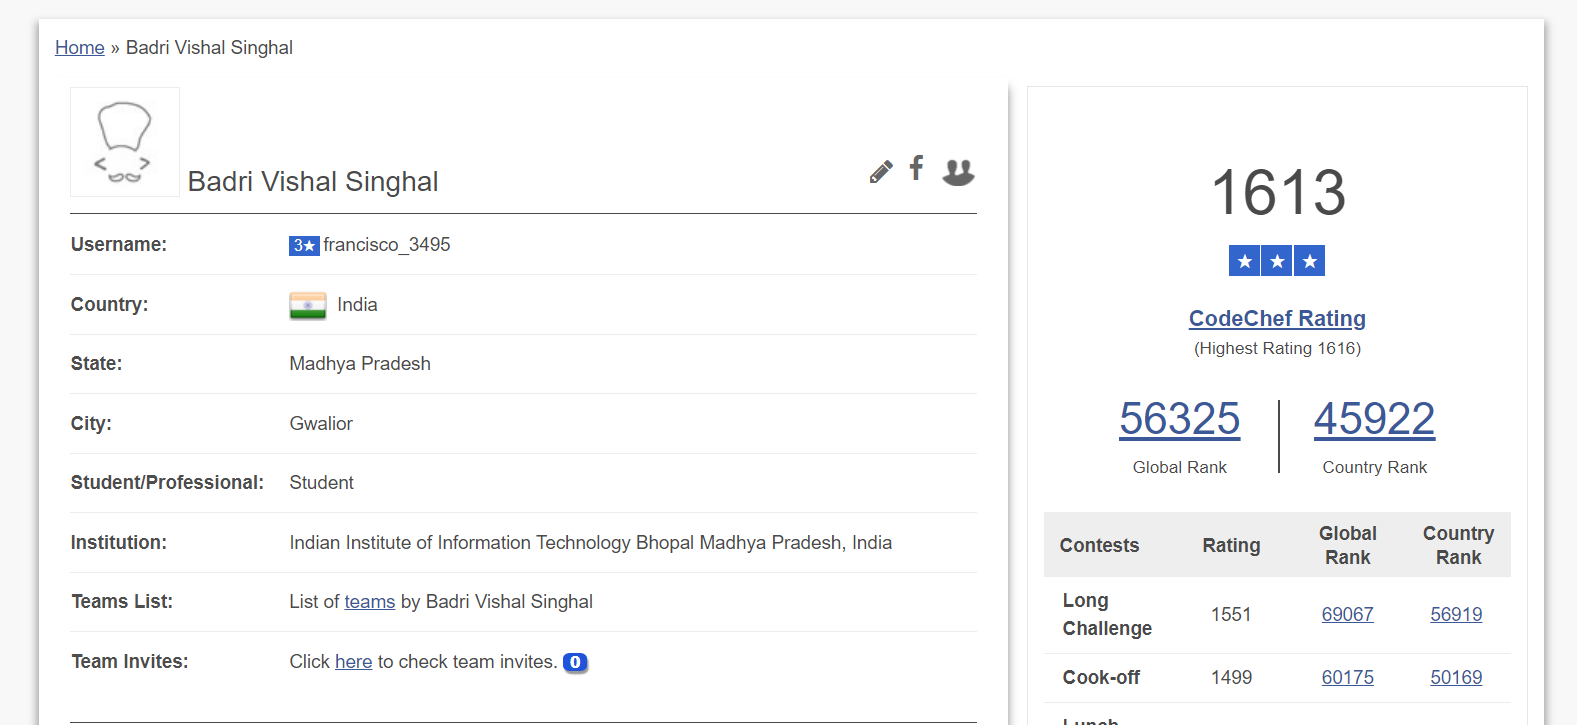 Home » Badri Vishal Singhal
Badri Vishal Singhal
Username: 3★ francisco_3495
Country: India
State: Madhya Pradesh
City: Gwalior
Student/Professional: Student
Institution: Indian Institute of Information Technology Bhopal Madhya Pradesh, India
Teams List: List of teams by Badri Vishal Singhal
Team Invites: Click here to check team invites. 0
1613
★ ★ ★
CodeChef Rating
(Highest Rating 1616)
56325 45922
Global Rank Country Rank
Contests Rating Global Rank Country Rank
Long Challenge 1551 69067 56919
Cook-off 1499 60175 50169
Lunch